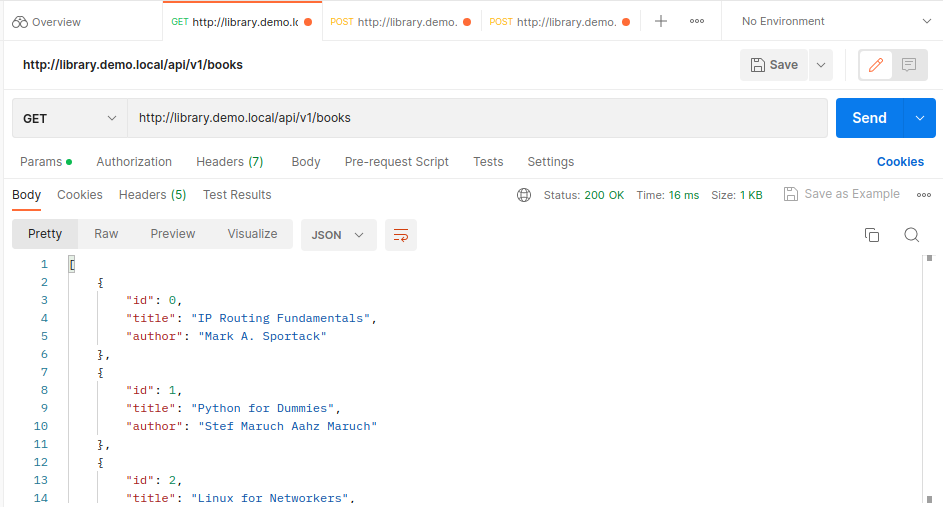 Overview
GET http://library.demo.lo
POST http://library.demo.
POST http://library.demo.
No Environment
http://library.demo.local/api/v1/books
Save
GET
http://library.demo.local/api/v1/books
Send
Params
Authorization
Headers (7)
Body
Pre-request Script
Tests
Settings
Cookies
Body
Cookies
Headers (5)
Test Results
Status: 200 OK
Time: 16 ms
Size: 1 KB
Save as Example
Pretty
Raw
Preview
Visualize
JSON
1 [
2 {
3 "id": 0,
4 "title": "IP Routing Fundamentals",
5 "author": "Mark A. Sportack"
6 },
7 {
8 "id": 1,
9 "title": "Python for Dummies",
10 "author": "Stef Maruch Aahz Maruch"
11 },
12 {
13 "id": 2,
14 "title": "Linux for Networkers",